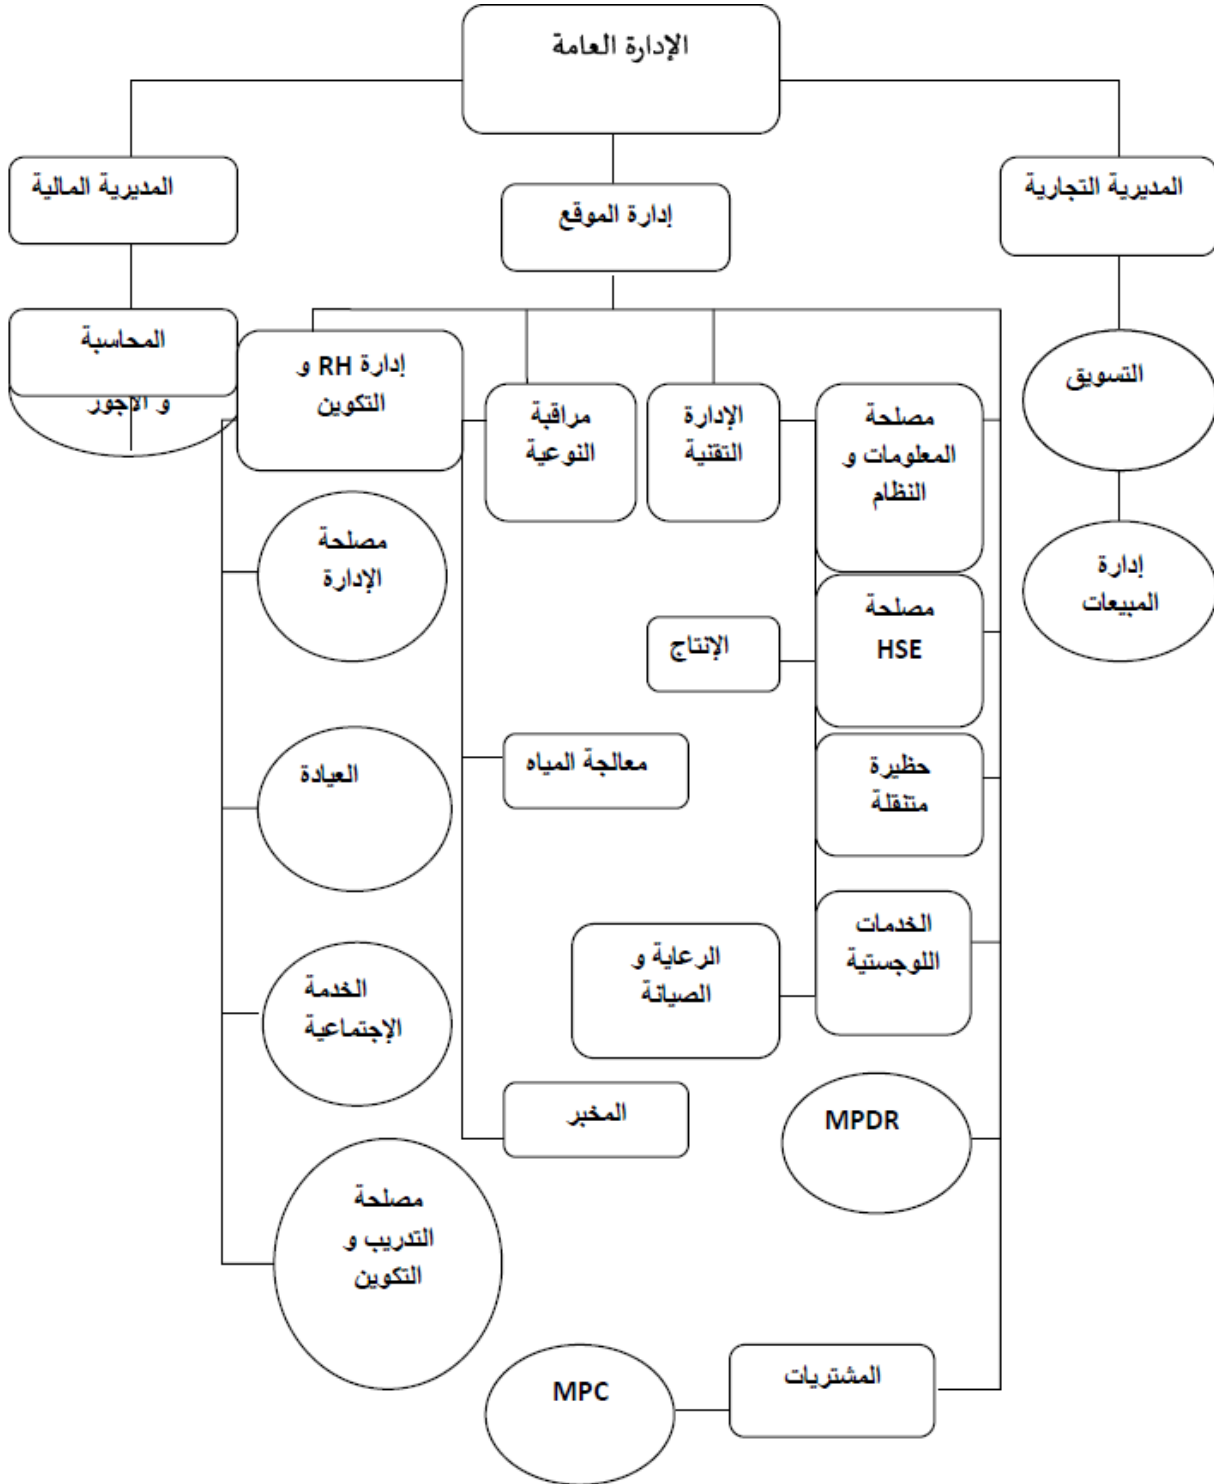 الإدارة العامة
المديرية التجارية
إدارة الموقع
المديرية المالية
المحاسبة
و الأجور
إدارة RH و
التكوين
مراقبة
النوعية
الإدارة
التقنية
مصلحة
المعلومات و
النظام
التسويق
إدارة
المبيعات
مصلحة
الإدارة
الإنتاج
مصلحة
HSE
العيادة
معالجة المياه
حظيرة
متنقلة
الخدمة
الإجتماعية
الرعاية و
الصيانة
الخدمات
اللوجستية
المخبر
MPDR
مصلحة
التدريب و
التكوين
المشتريات
MPC